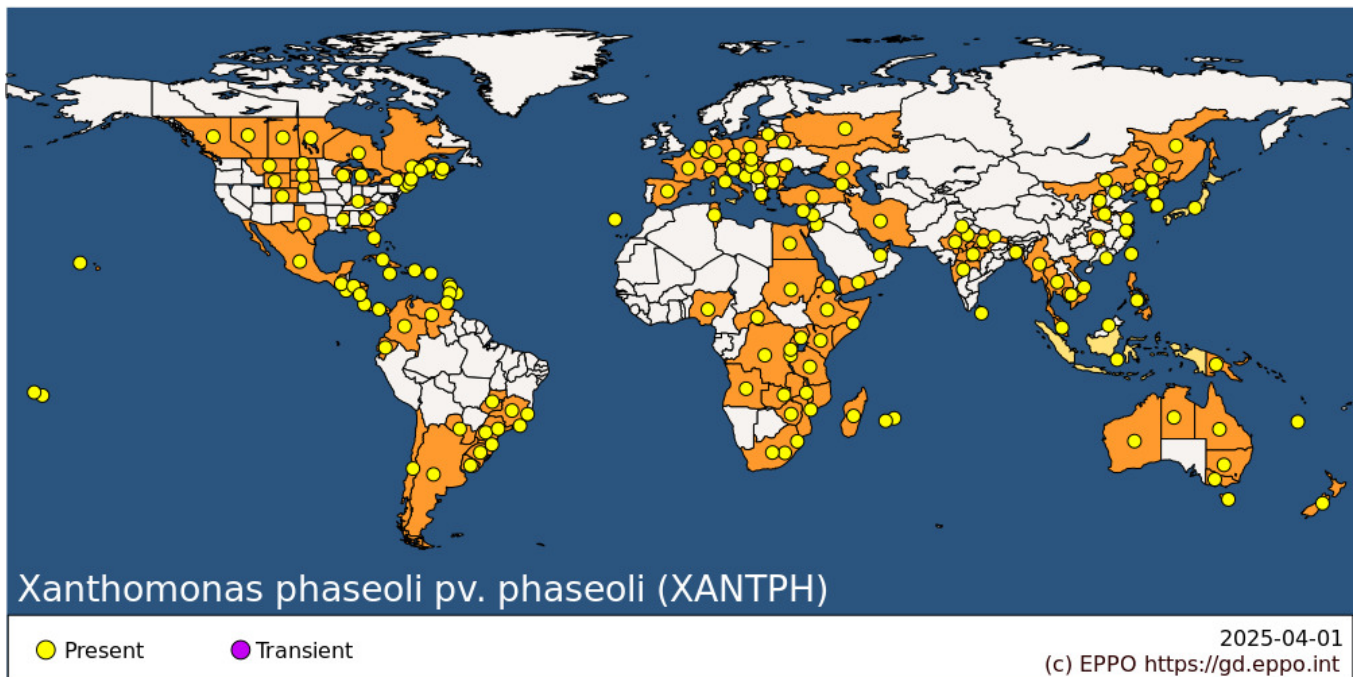 Xanthomonas phaseoli pv. phaseoli (XANTPH)
Present
Transient
2025-04-01
(c) EPPO https://gd.eppo.int